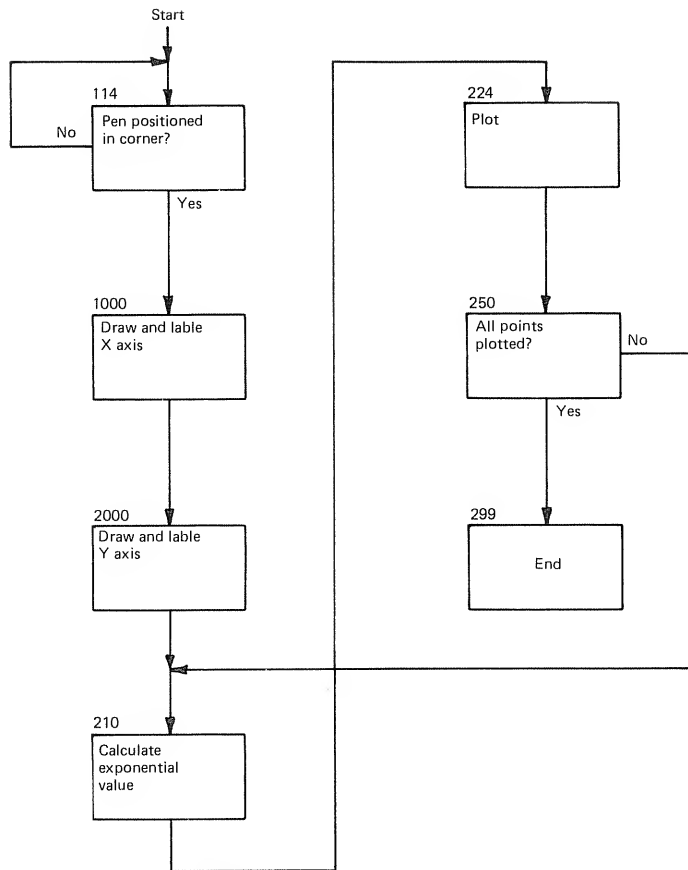 Start
114
Pen positioned
in corner?
No
Yes
1000
Draw and lable
X axis
2000
Draw and lable
Y axis
210
Calculate
exponential
value
224
Plot
250
All points
plotted?
No
Yes
299
End